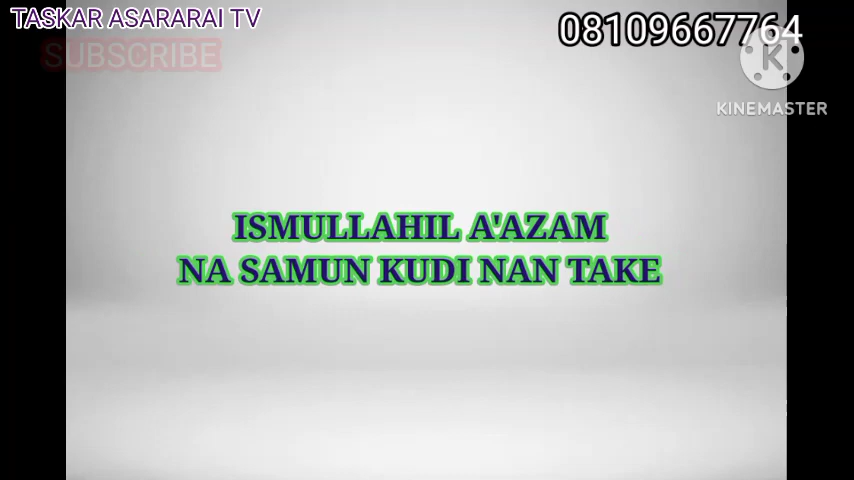 TASKAR ASARARAI TV
08109667764
SUBSCRIBE
K
KINEMASTER
ISMULLAHIL A'AZAM
NA SAMUN KUDI NAN TAKE